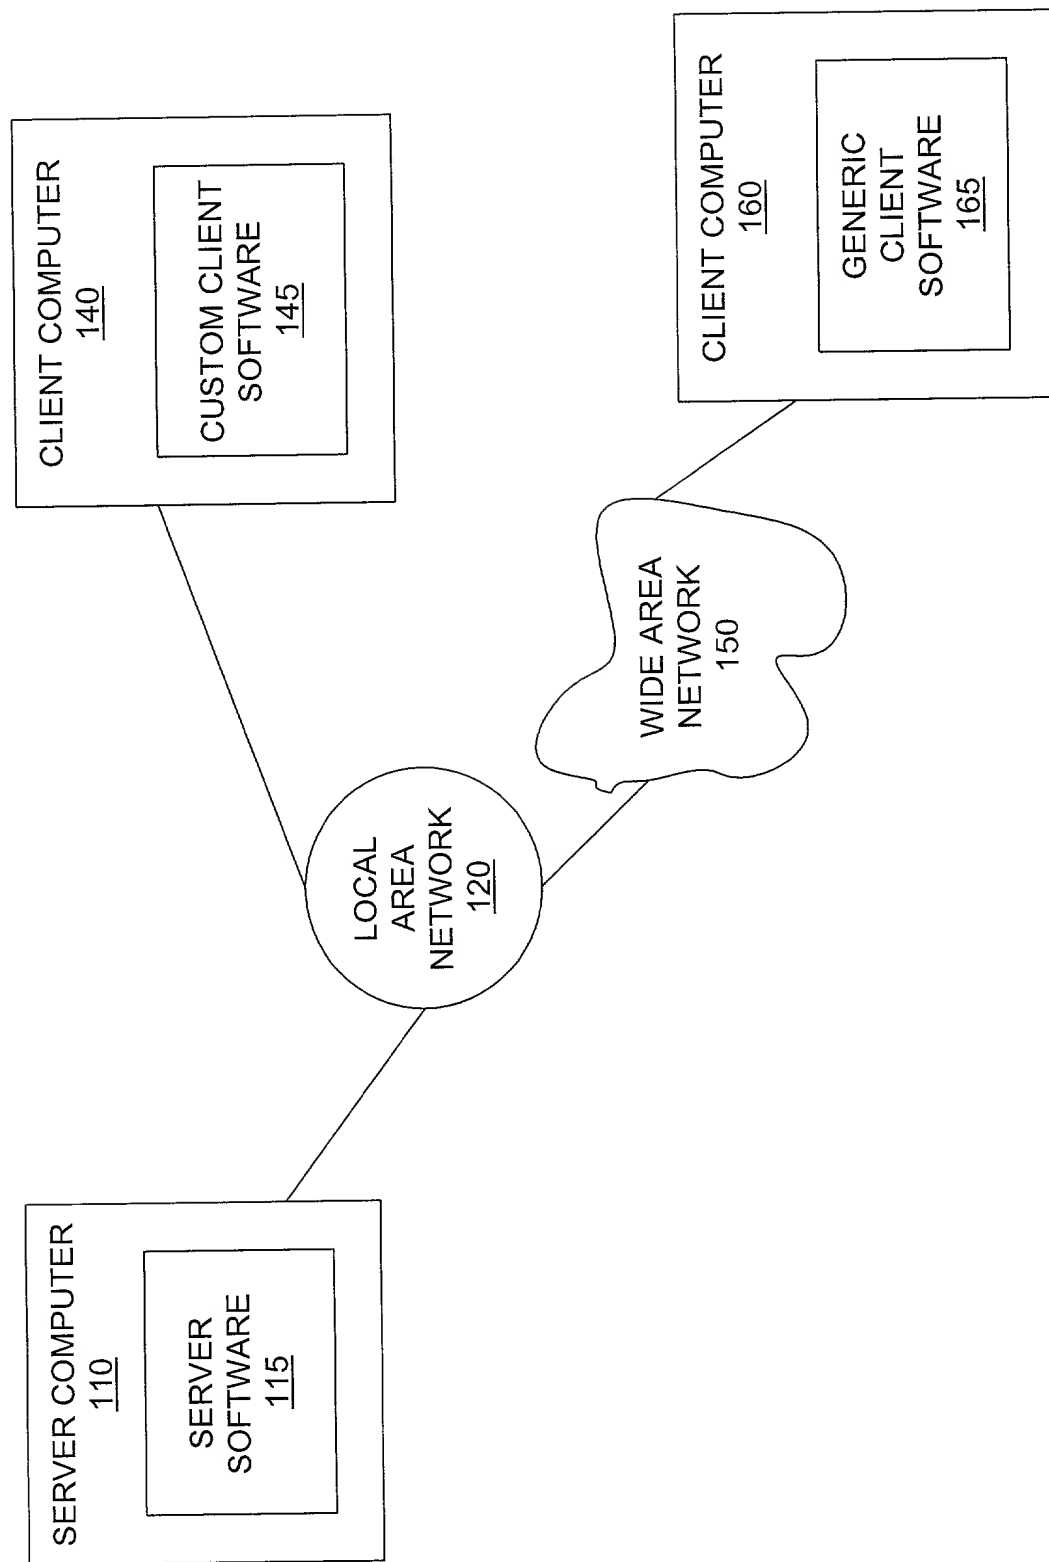 SERVER COMPUTER
110
SERVER
SOFTWARE
115
LOCAL
AREA
NETWORK
120
CLIENT COMPUTER
140
CUSTOM CLIENT
SOFTWARE
145
WIDE AREA
NETWORK
150
CLIENT COMPUTER
160
GENERIC
CLIENT
SOFTWARE
165